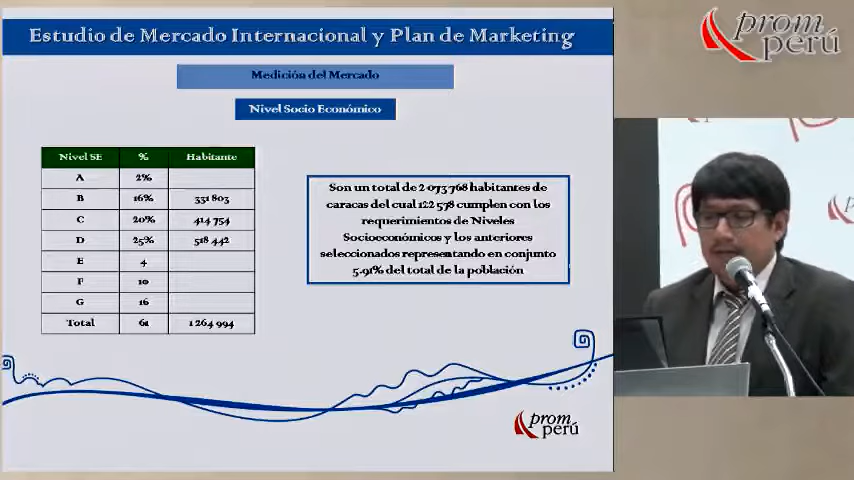 Estudio de Mercado Internacional y Plan de Marketing
prom
perú
Medición del Mercado
Nivel Socio Económico
Nivel SE % Habitante
A 2%
B 16% 331 803
C 20% 414 754
D 25% 518 442
E 4
F 10
G 16
Total 61 1 264 994
Son un total de 2 073 768 habitantes de
caracas del cual 122 578 cumplen con los
requerimientos de Niveles
Socioeconómicos y los anteriores
seleccionados representando en conjunto
5.91% del total de la población
prom
perú